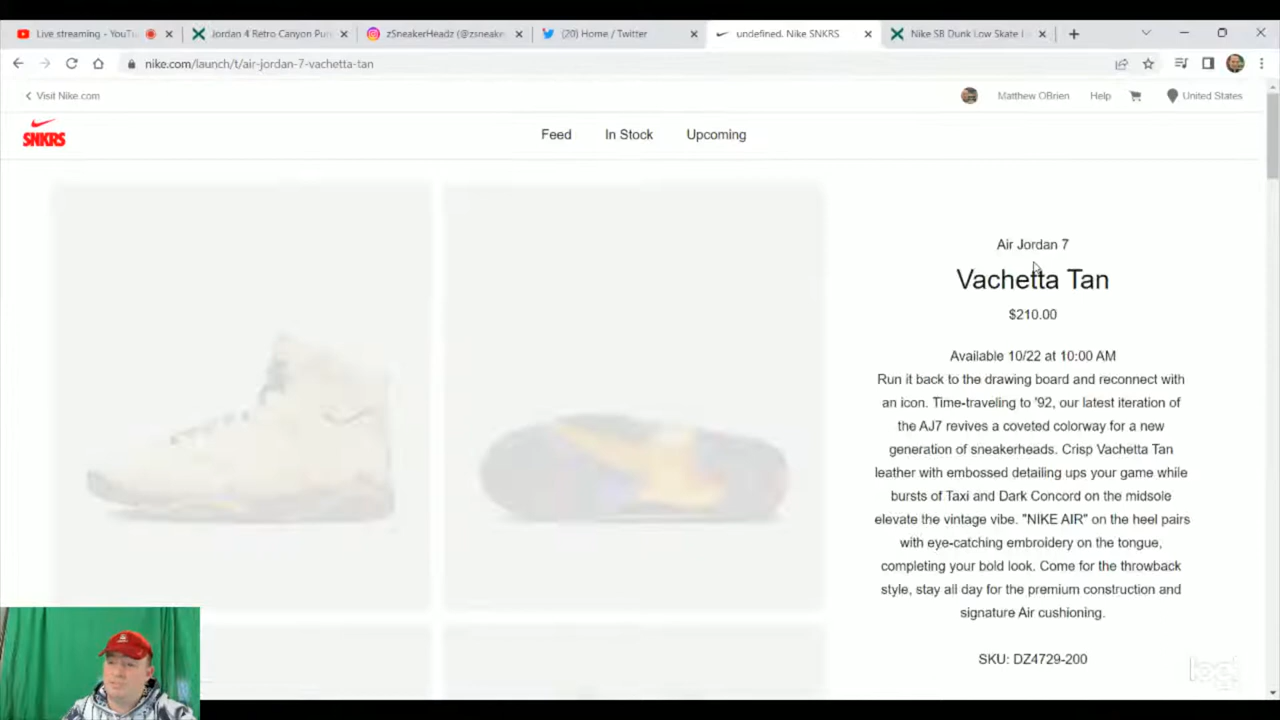 Live streaming - YouTu
Jordan 4 Retro Canyon Pur
zSneakerHeadz (@zsneake
(20) Home / Twitter
undefined. Nike SNKRS
Nike SB Dunk Low Skate I
nike.com/launch/t/air-jordan-7-vachetta-tan
Visit Nike.com
Matthew OBrien
Help
United States
SNKRS
Feed
In Stock
Upcoming
Air Jordan 7
Vachetta Tan
$210.00
Available 10/22 at 10:00 AM
Run it back to the drawing board and reconnect with
an icon. Time-traveling to '92, our latest iteration of
the AJ7 revives a coveted colorway for a new
generation of sneakerheads. Crisp Vachetta Tan
leather with embossed detailing ups your game while
bursts of Taxi and Dark Concord on the midsole
elevate the vintage vibe. "NIKE AIR" on the heel pairs
with eye-catching embroidery on the tongue,
completing your bold look. Come for the throwback
style, stay all day for the premium construction and
signature Air cushioning.
SKU: DZ4729-200